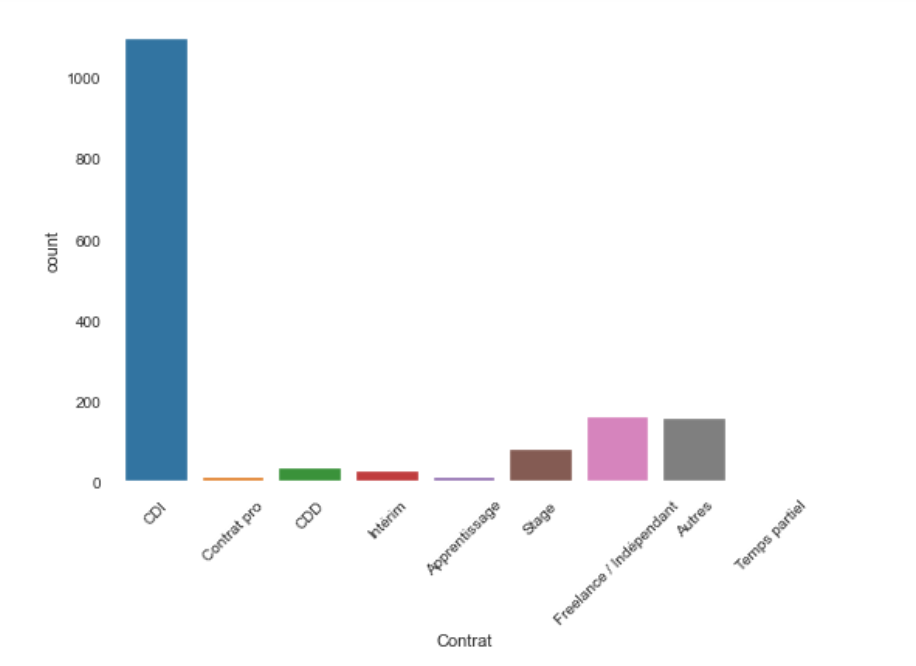 1000
800
600
400
200
0
count
CDI
Contrat pro
CDD
Intérim
Apprentissage
Stage
Freelance / Indépendant
Autres
Temps partiel
Contrat